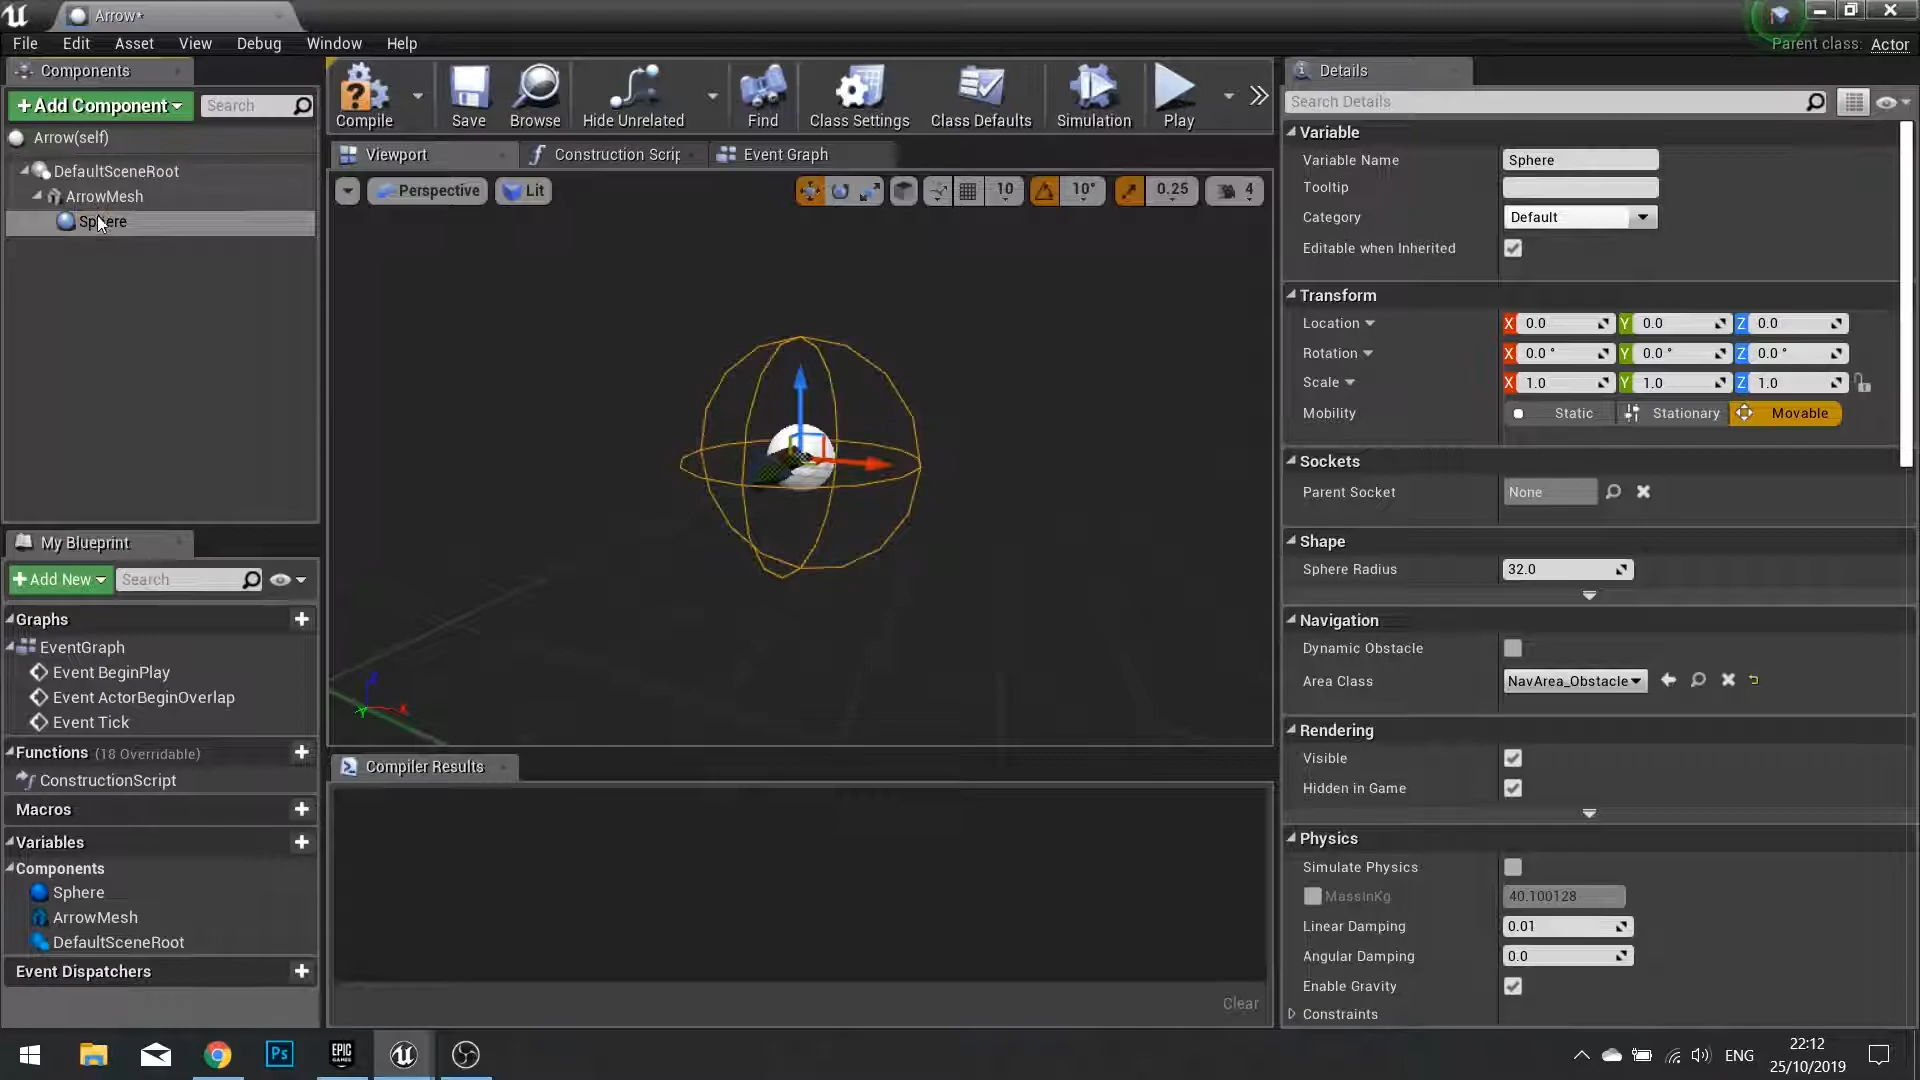 Arrow*
File Edit Asset View Debug Window Help
Parent class: Actor
Components
+Add Component
Search
Arrow(self)
DefaultSceneRoot
ArrowMesh
Sphere
My Blueprint
+Add New
Search
Graphs
EventGraph
Event BeginPlay
Event ActorBeginOverlap
Event Tick
Functions (18 Overridable)
ConstructionScript
Macros
Variables
Components
Sphere
ArrowMesh
DefaultSceneRoot
Event Dispatchers
Compile
Save
Browse
Hide Unrelated
Find
Class Settings
Class Defaults
Simulation
Play
Viewport
Construction Scrip
Event Graph
Perspective
Lit
10
10°
0.25
4
Z
X
Y
Compiler Results
Clear
Details
Search Details
Variable
Variable Name Sphere
Tooltip
Category Default
Editable when Inherited
Transform
Location X 0.0 Y 0.0 Z 0.0
Rotation X 0.0 ° Y 0.0 ° Z 0.0 °
Scale X 1.0 Y 1.0 Z 1.0
Mobility Static Stationary Movable
Sockets
Parent Socket None
Shape
Sphere Radius 32.0
Navigation
Dynamic Obstacle
Area Class NavArea_Obstacle
Rendering
Visible
Hidden in Game
Physics
Simulate Physics
MassinKg 40.100128
Linear Damping 0.01
Angular Damping 0.0
Enable Gravity
Constraints
Ps
EPIC
GAMES
ENG
22:12
25/10/2019